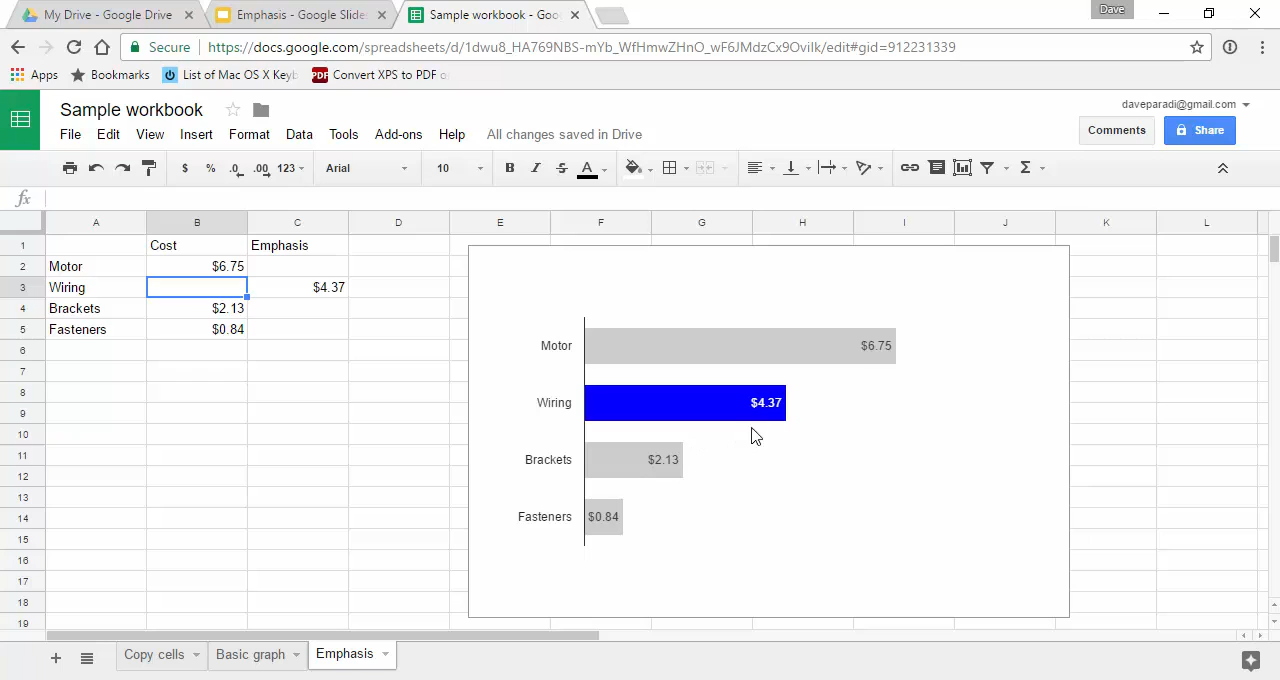 My Drive - Google Drive
Emphasis - Google Slide
Sample workbook - Goo
Dave
Secure
https://docs.google.com/spreadsheets/d/1dwu8_HA769NBS-mYb_WfHmwZHnO_wF6JMdzCx9Ovilk/edit#gid=912231339
Apps
Bookmarks
List of Mac OS X Keyb
PDF
Convert XPS to PDF o
Sample workbook
daveparadi@gmail.com
File Edit View Insert Format Data Tools Add-ons Help
All changes saved in Drive
Comments
Share
$ % .0 .00 123 Arial 10 B I S A Σ
fx
A B C D E F G H I J K L
1 Cost Emphasis
2 Motor $6.75
3 Wiring $4.37
4 Brackets $2.13
5 Fasteners $0.84
6
7
8
9
10
11
12
13
14
15
16
17
18
19
Motor $6.75
Wiring $4.37
Brackets $2.13
Fasteners $0.84
+ Copy cells Basic graph Emphasis